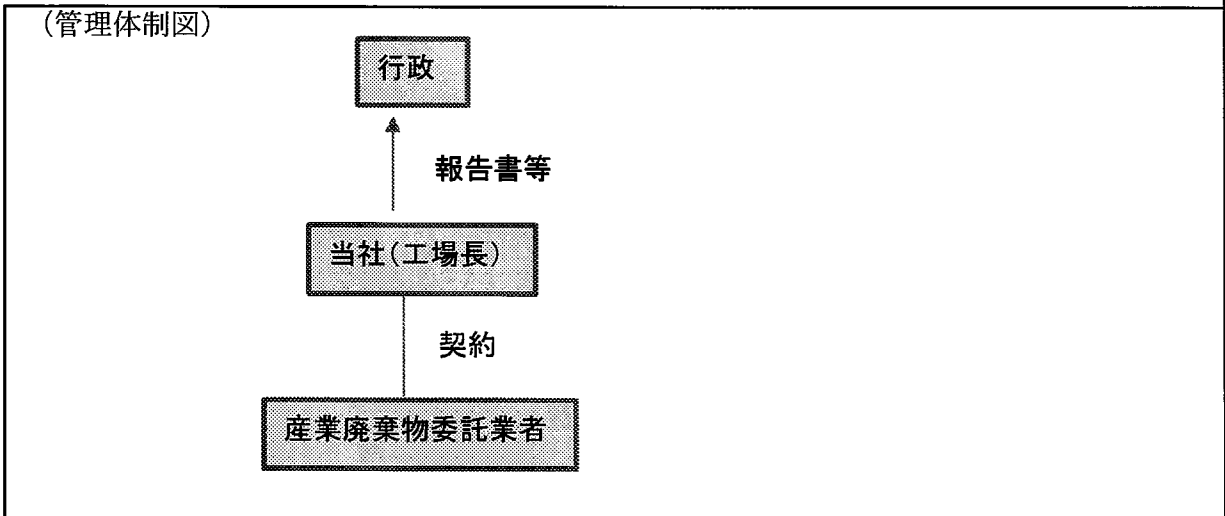 （管理体制図）
行政
報告書等
当社（工場長）
契約
産業廃棄物委託業者